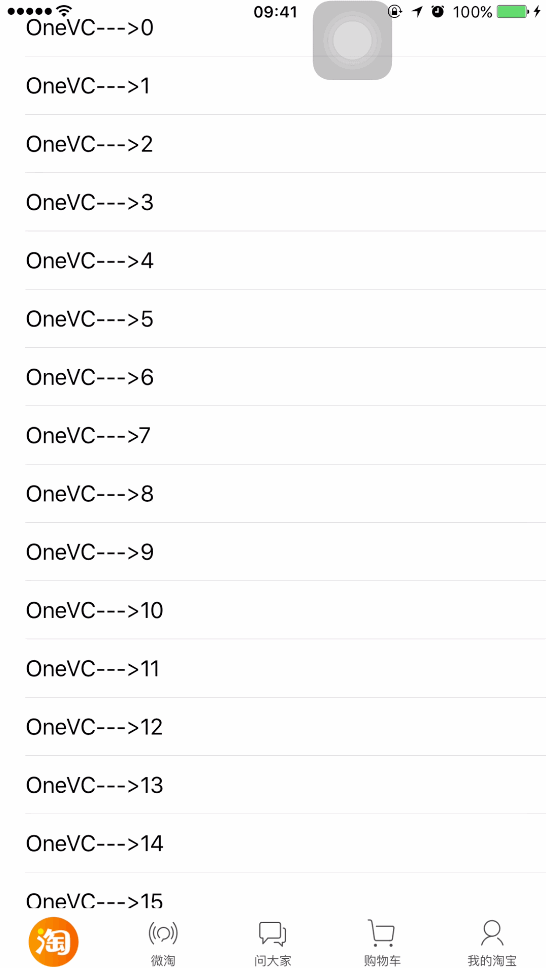 09:41
100%
OneVC--->0
OneVC--->1
OneVC--->2
OneVC--->3
OneVC--->4
OneVC--->5
OneVC--->6
OneVC--->7
OneVC--->8
OneVC--->9
OneVC--->10
OneVC--->11
OneVC--->12
OneVC--->13
OneVC--->14
OneVC--->15
淘
微淘
问大家
购物车
我的淘宝